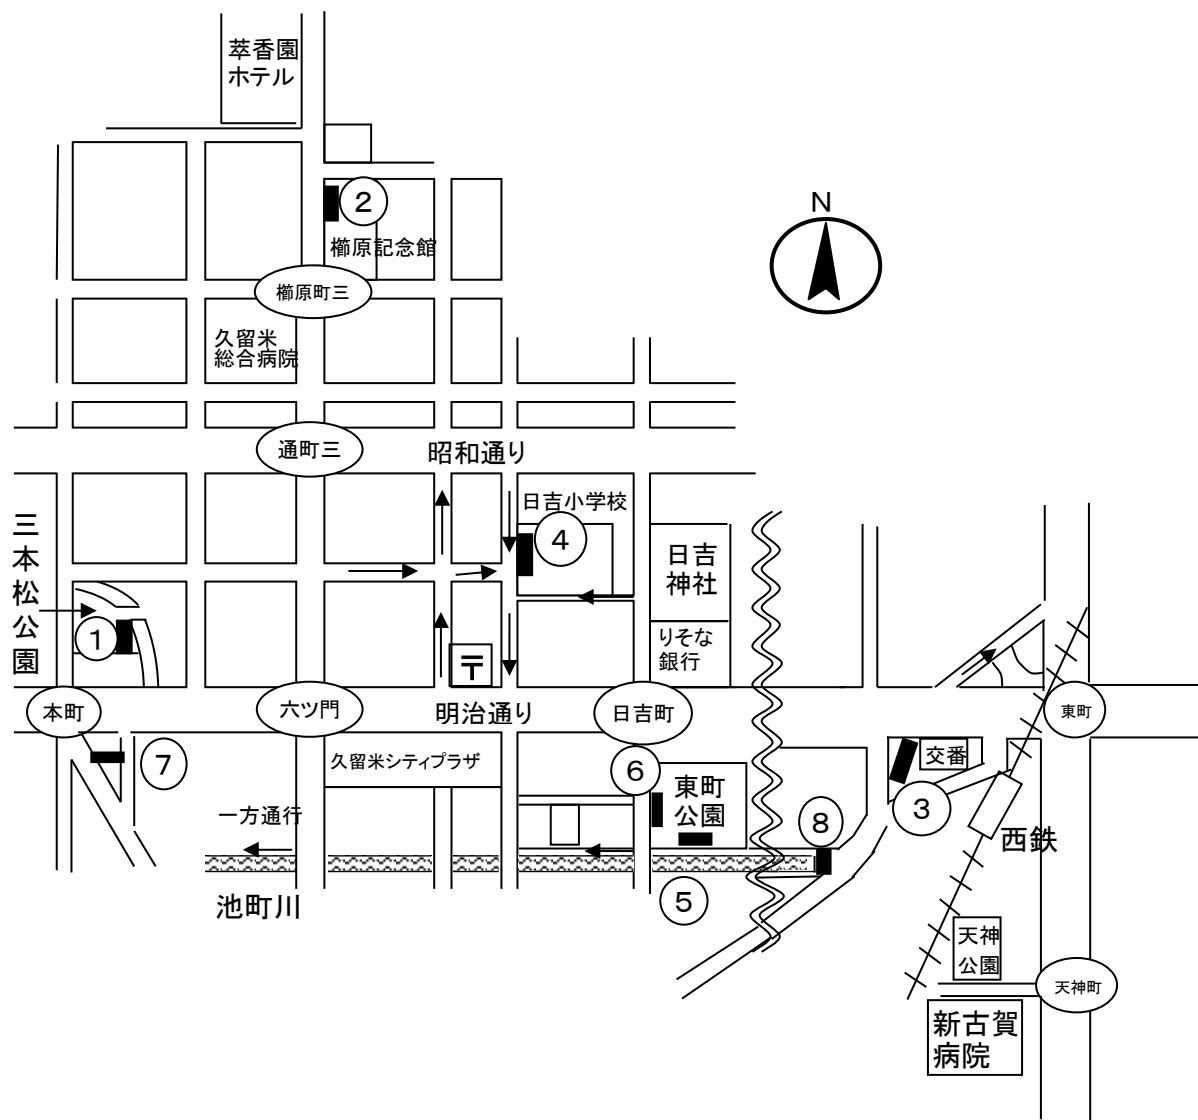 萃香園
ホテル
N
②
櫛原記念館
櫛原町三
久留米
総合病院
通町三
昭和通り
日吉小学校
三本松公園
④
日吉
神社
①
りそな
銀行
〒
本町
六ツ門
明治通り
日吉町
東町
⑦
久留米シティプラザ
⑥
東町
公園
交番
③
一方通行
⑧
西鉄
池町川
⑤
天神
公園
天神町
新古賀
病院